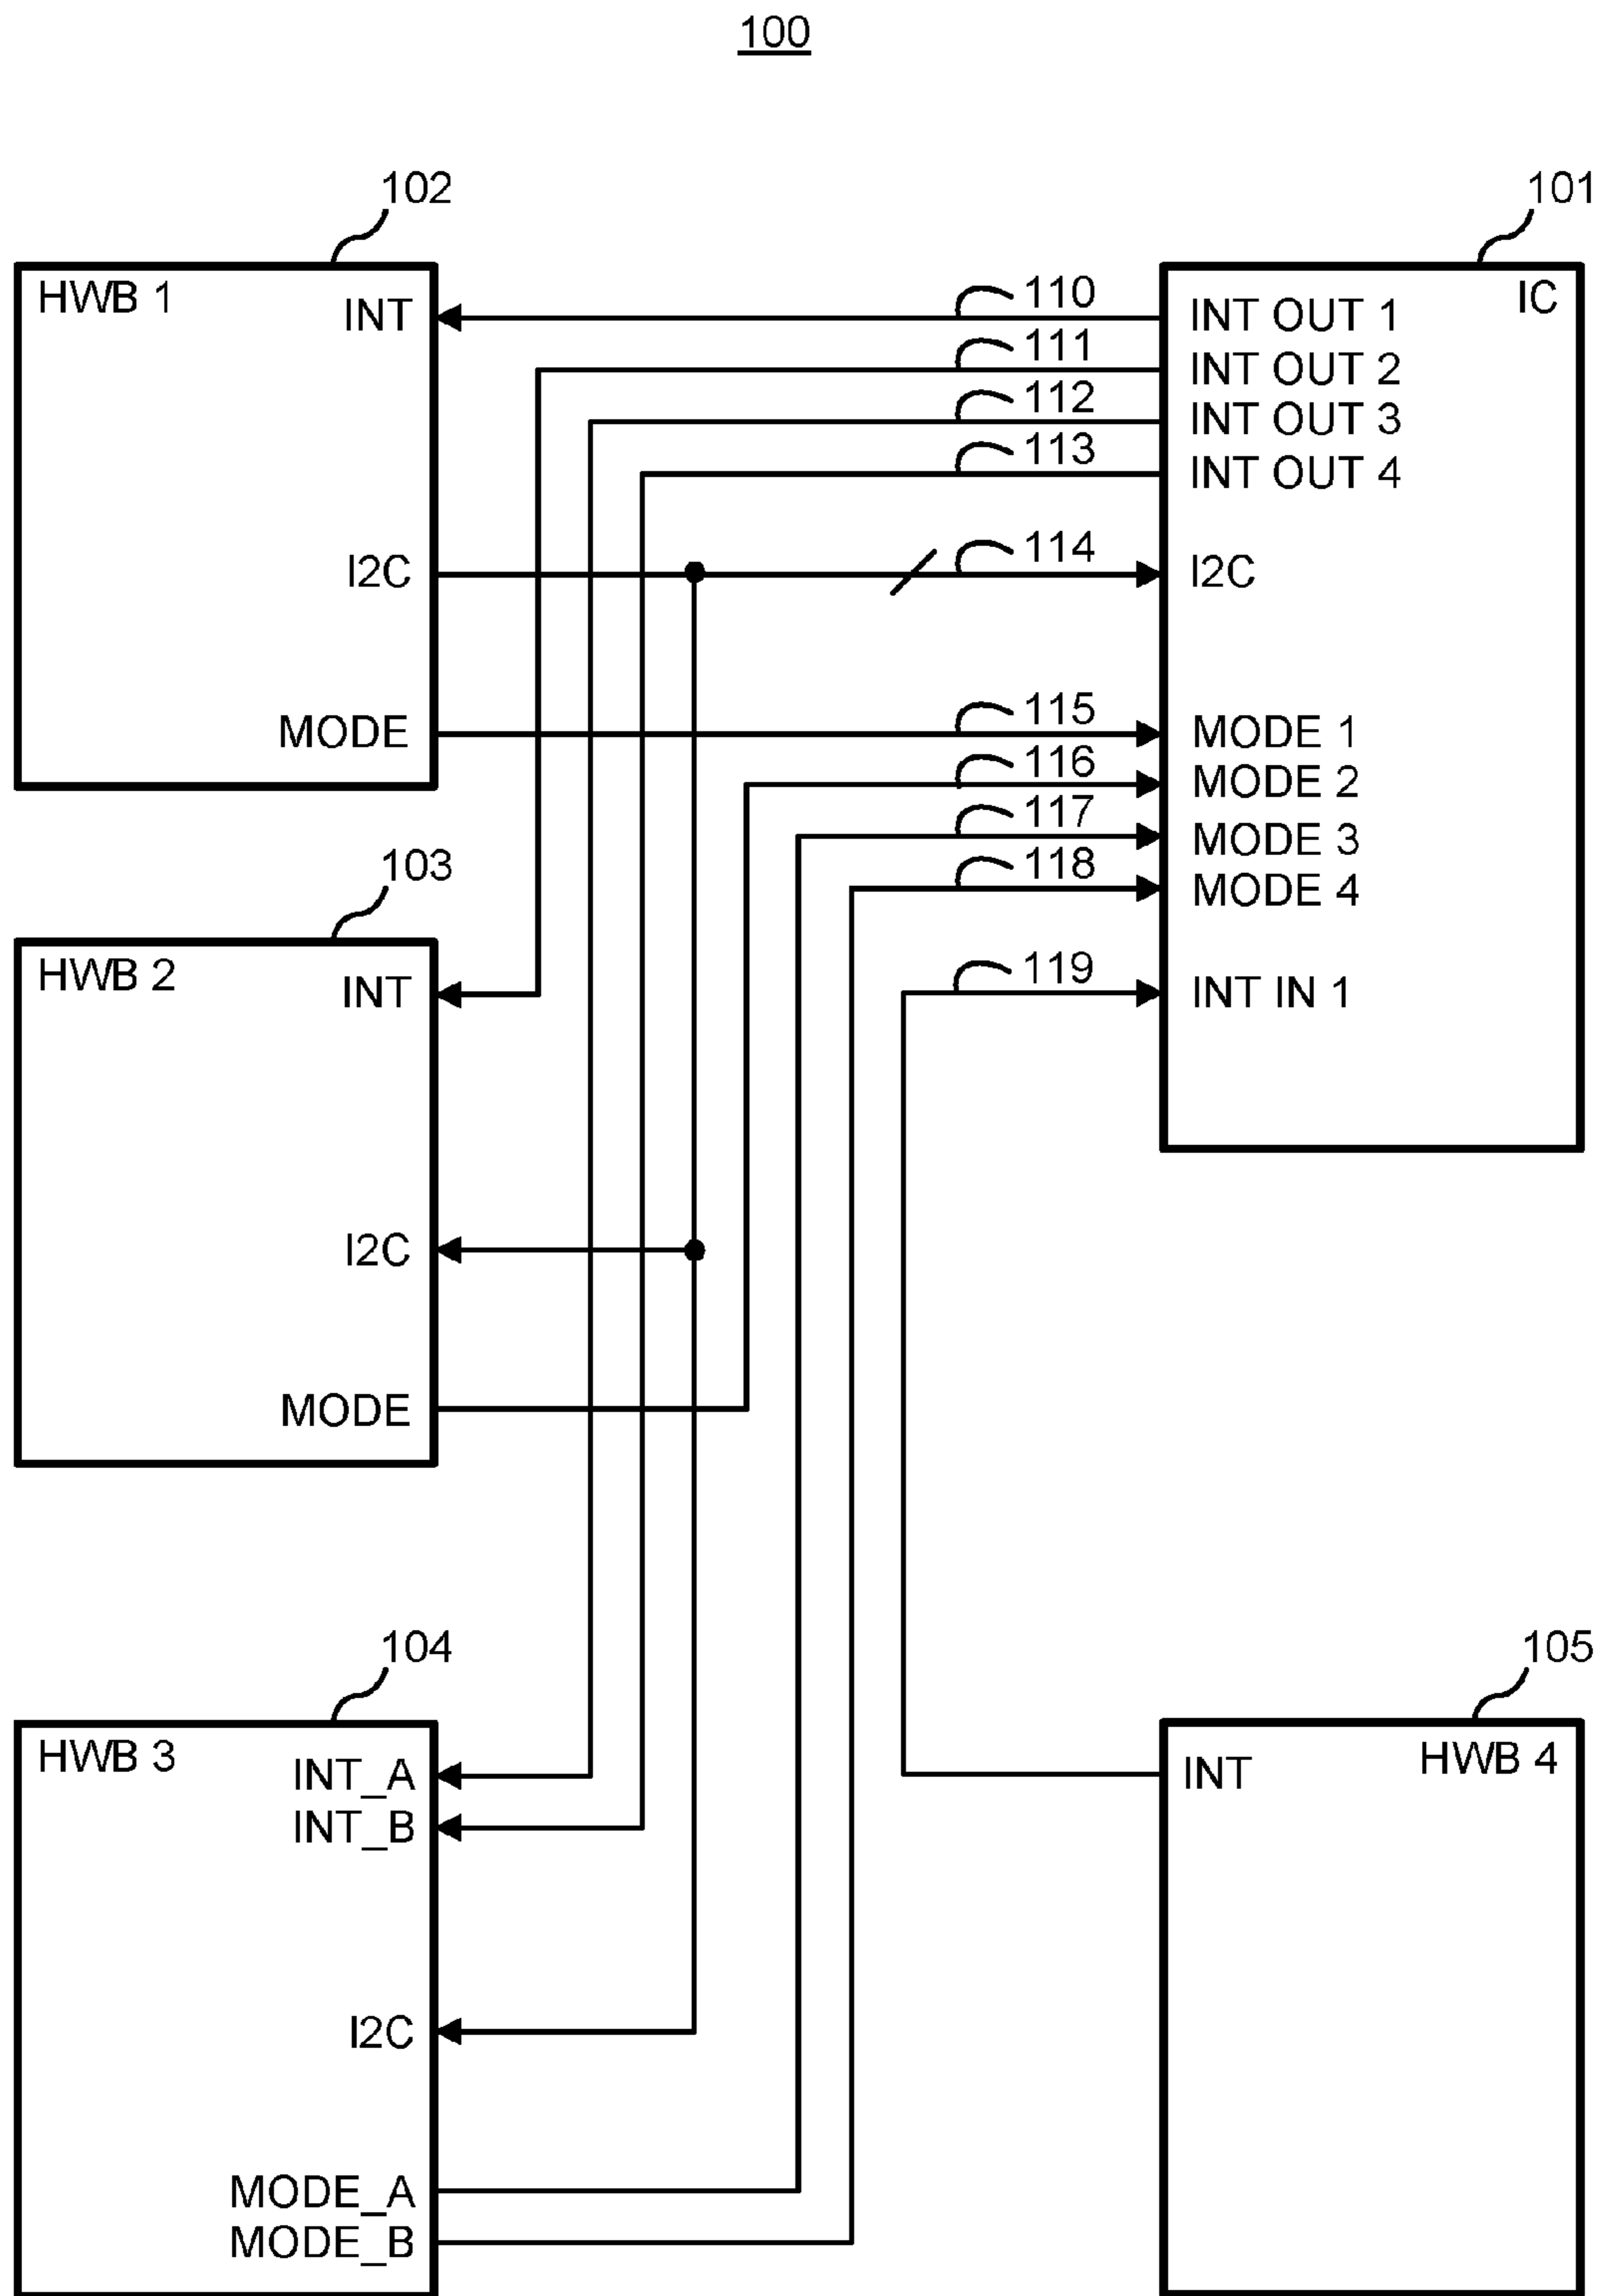 100
102
101
HWB 1
INT
110
INT OUT 1
IC
111
INT OUT 2
112
INT OUT 3
113
INT OUT 4
I2C
114
I2C
MODE
115
MODE 1
116
MODE 2
117
MODE 3
118
MODE 4
103
HWB 2
INT
119
INT IN 1
I2C
MODE
104
105
HWB 3
INT_A
INT_B
INT
HWB 4
I2C
MODE_A
MODE_B